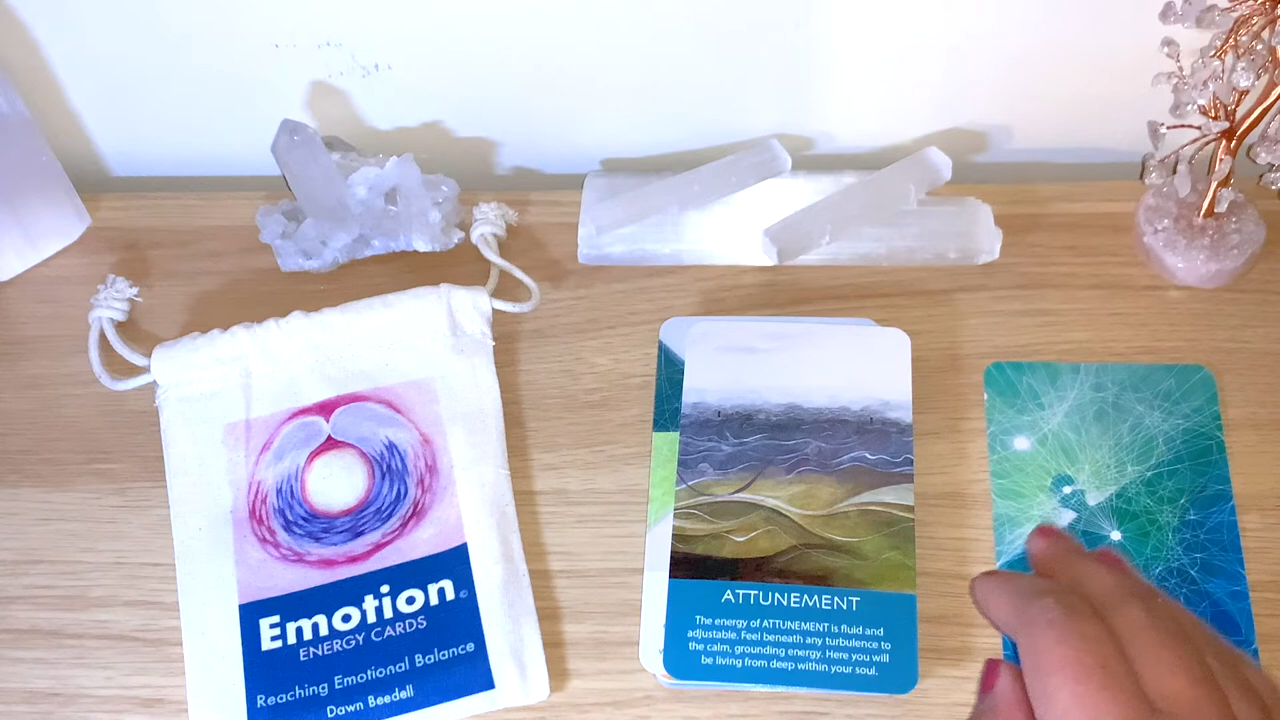 Emotion©
ENERGY CARDS
Reaching Emotional Balance
Dawn Beedell
ATTUNEMENT
The energy of ATTUNEMENT is fluid and
adjustable. Feel beneath any turbulence to
the calm, grounding energy. Here you will
be living from deep within your soul.